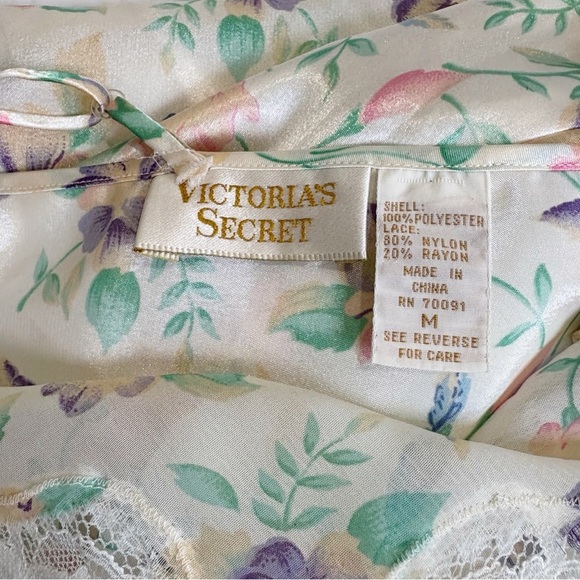 VICTORIA'S
SECRET
SHELL:
100% POLYESTER
LACE:
80% NYLON
20% RAYON
MADE IN
CHINA
RN 70091
M
SEE REVERSE
FOR CARE